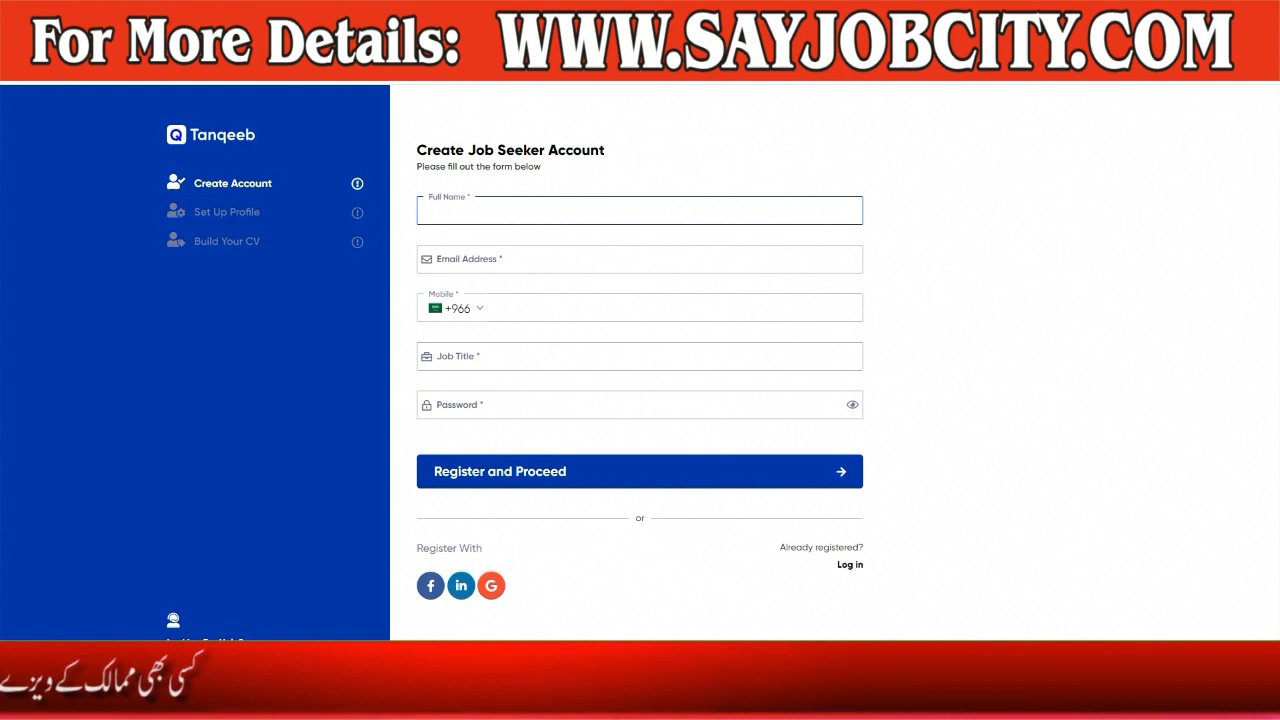 For More Details: WWW.SAYJOBCITY.COM
Tanqeeb
Create Account
Set Up Profile
Build Your CV
Create Job Seeker Account
Please fill out the form below
Full Name *
Email Address *
Mobile *
+966
Job Title *
Password *
Register and Proceed
or
Register With
Already registered?
Log in
کسی بھی ممالک کے ویزے